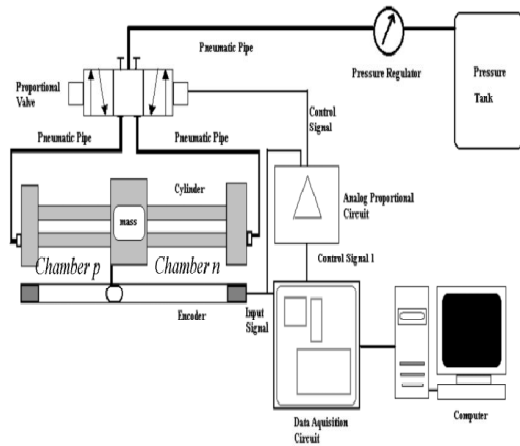 Pneumatic Pipe
Pressure Regulator
Pressure
Tank
Proportional
Valve
Control
Signal
Pneumatic Pipe
Pneumatic Pipe
Cylinder
mass
Analog Proportional
Circuit
Chamber p
Chamber n
Control Signal 1
Encoder
Input
Signal
Data Aquisition
Circuit
Computer